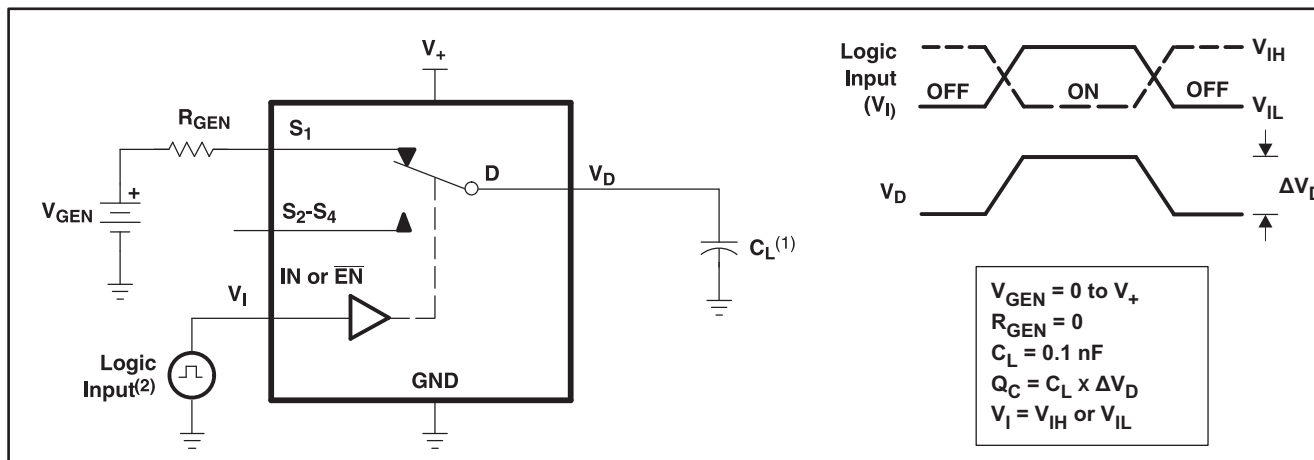 V+
RGEN
S1
D
VD
+
VGEN
S2-S4
CL(1)
IN or E̅N̅
VI
Logic
Input(2)
GND
Logic
Input
(VI)
OFF
ON
OFF
VIH
VIL
VD
ΔVD
VGEN = 0 to V+
RGEN = 0
CL = 0.1 nF
QC = CL x ΔVD
VI = VIH or VIL